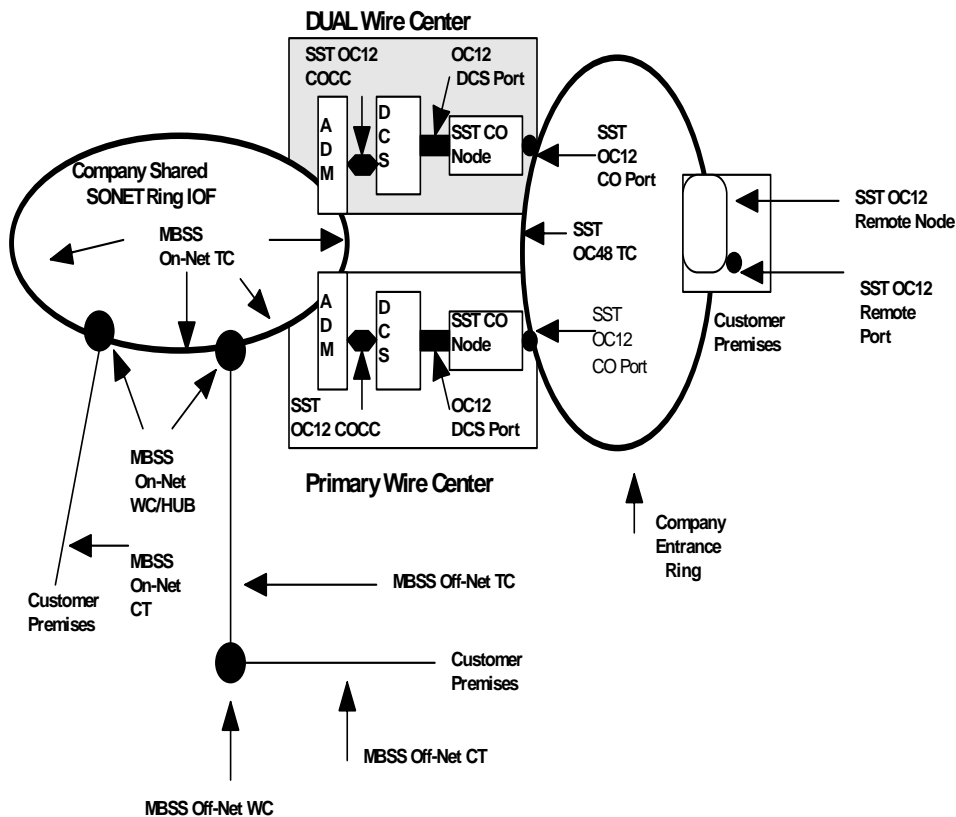 DUAL Wire Center
SST OC12
COCC
OC12
DCS Port
A
D
M
D
C
S
SST CO
Node
SST
OC12
CO Port
Company Shared
SONET Ring IOF
MBSS
On-Net TC
SST
OC48 TC
SST OC12
Remote Node
SST OC12
Remote
Port
Customer
Premises
A
D
M
D
C
S
SST CO
Node
SST
OC12
CO Port
SST
OC12 COCC
OC12
DCS Port
Primary Wire Center
MBSS
On-Net
WC/HUB
Company
Entrance
Ring
MBSS
On-Net
CT
Customer
Premises
MBSS Off-Net TC
Customer
Premises
MBSS Off-Net CT
MBSS Off-Net WC